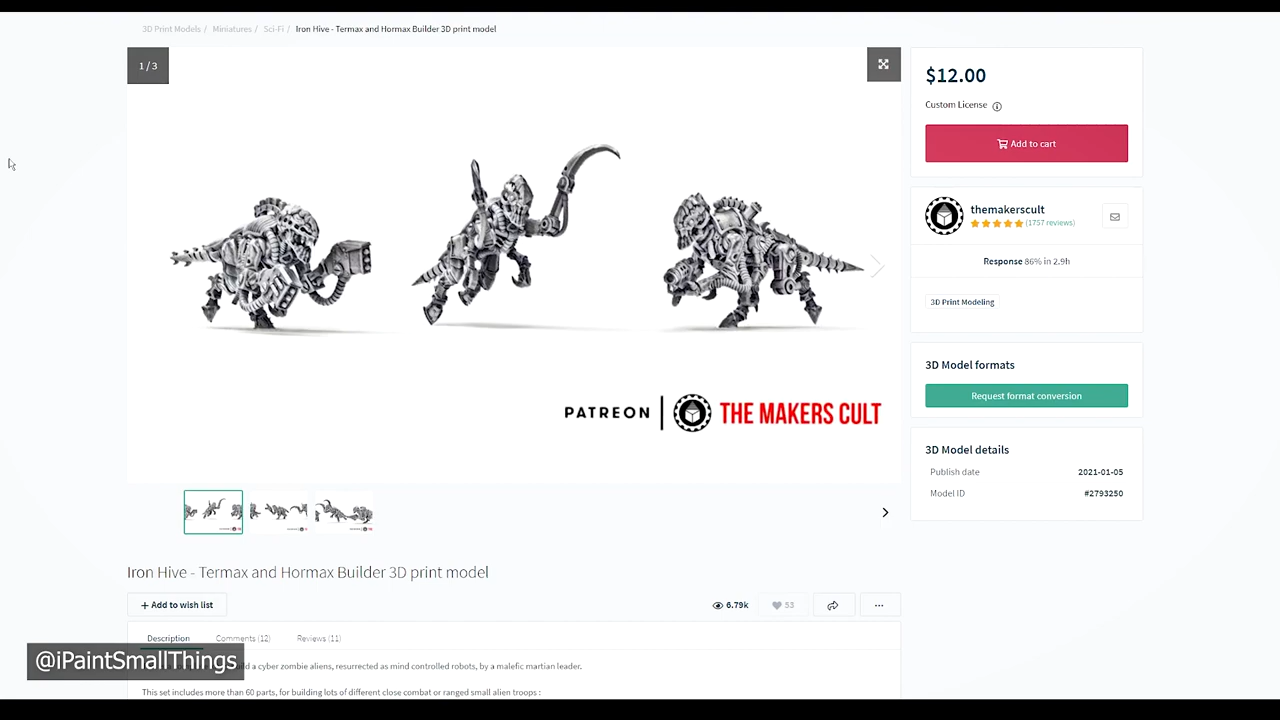 3D Print Models / Miniatures / Sci-Fi / Iron Hive - Termax and Hormax Builder 3D print model
1 / 3
PATREON | THE MAKERS CULT
$12.00
Custom License
Add to cart
themakerscult
(1757 reviews)
Response 86% in 2.9h
3D Print Modeling
3D Model formats
Request format conversion
3D Model details
Publish date 2021-01-05
Model ID #2793250
Iron Hive - Termax and Hormax Builder 3D print model
+ Add to wish list
6.79k
53
...
Description Comments (12) Reviews (11)
@iPaintSmallThings
a cyber zombie aliens, resurrected as mind controlled robots, by a malefic martian leader.
This set includes more than 60 parts, for building lots of different close combat or ranged small alien troops :